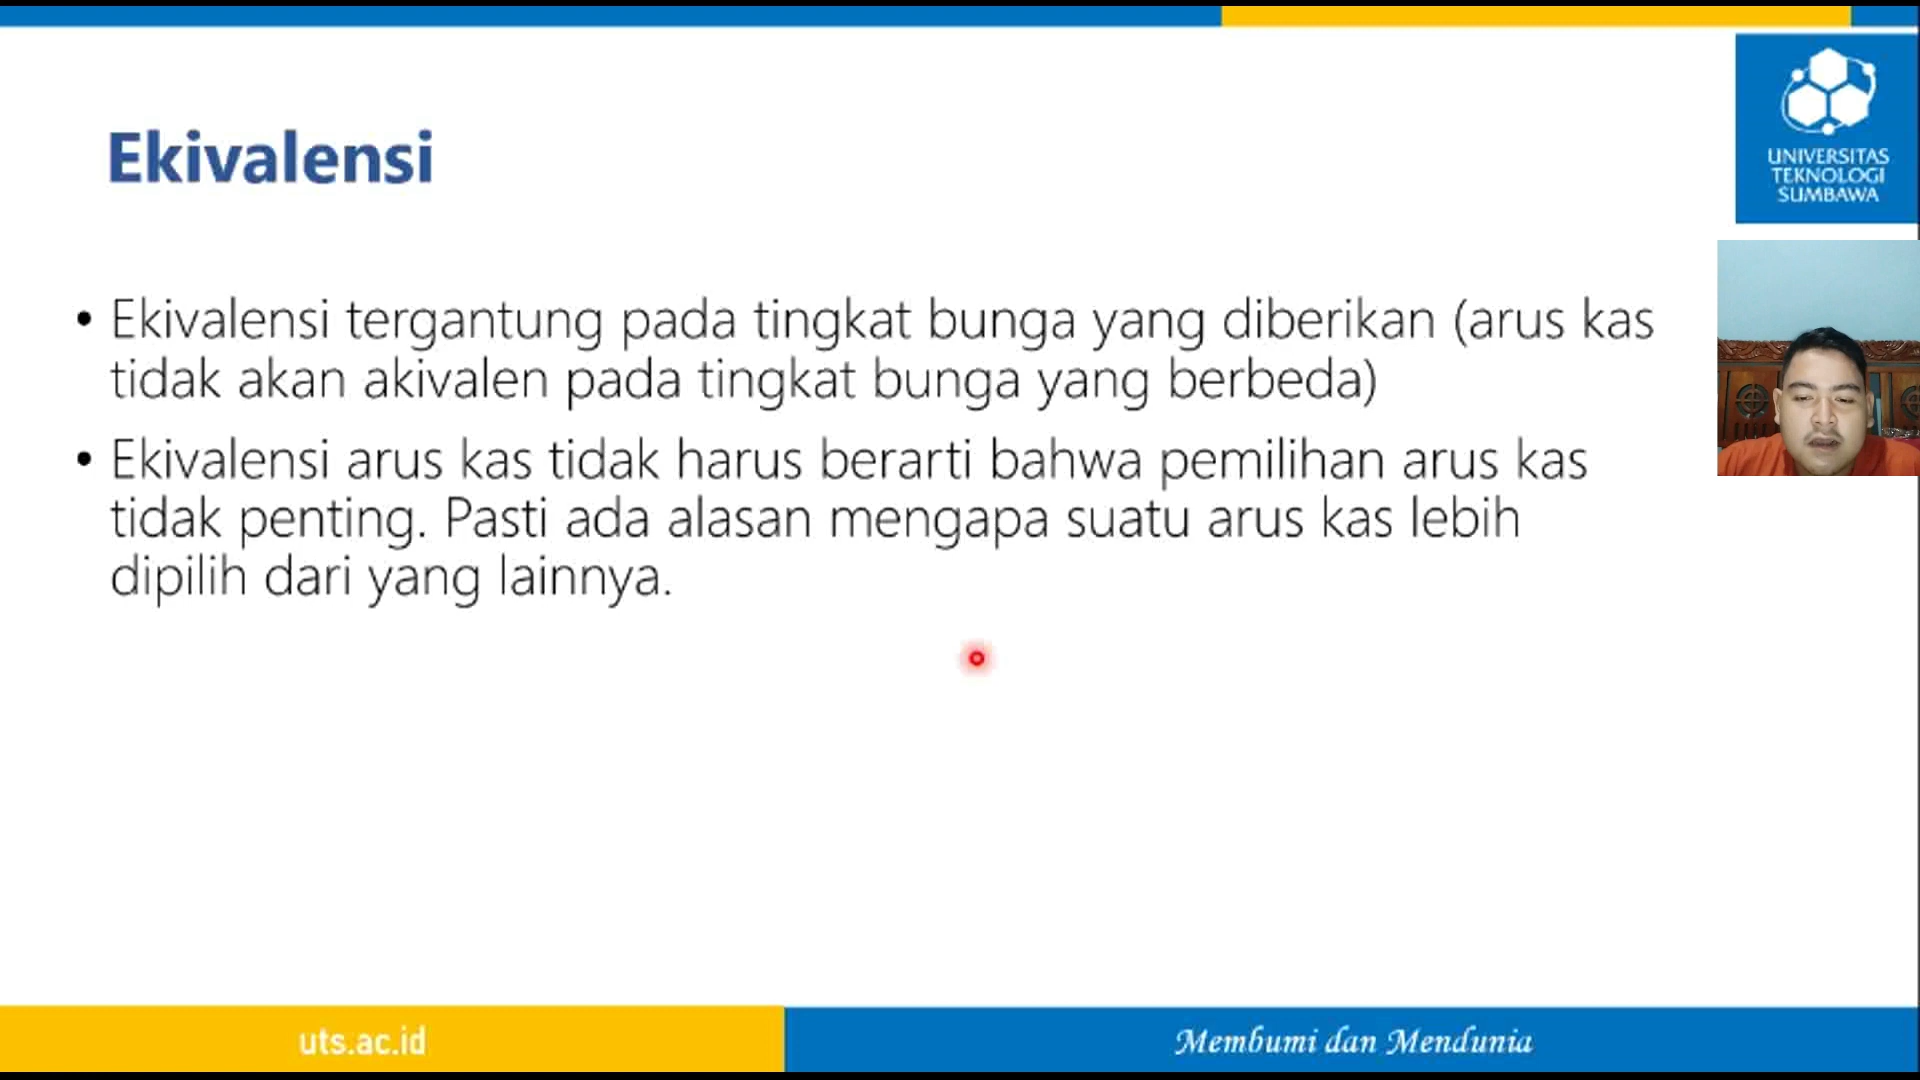 UNIVERSITAS
TEKNOLOGI
SUMBAWA
Ekivalensi
• Ekivalensi tergantung pada tingkat bunga yang diberikan (arus kas
tidak akan akivalen pada tingkat bunga yang berbeda)
• Ekivalensi arus kas tidak harus berarti bahwa pemilihan arus kas
tidak penting. Pasti ada alasan mengapa suatu arus kas lebih
dipilih dari yang lainnya.
uts.ac.id
Membumi dan Mendunia